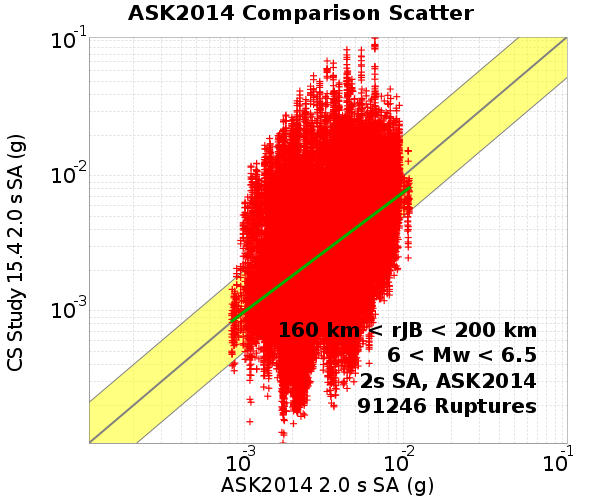 ASK2014 Comparison Scatter
10-1
10-2
10-3
CS Study 15.4 2.0 s SA (g)
160 km < rJB < 200 km
6 < Mw < 6.5
2s SA, ASK2014
91246 Ruptures
10-3 10-2 10-1
ASK2014 2.0 s SA (g)